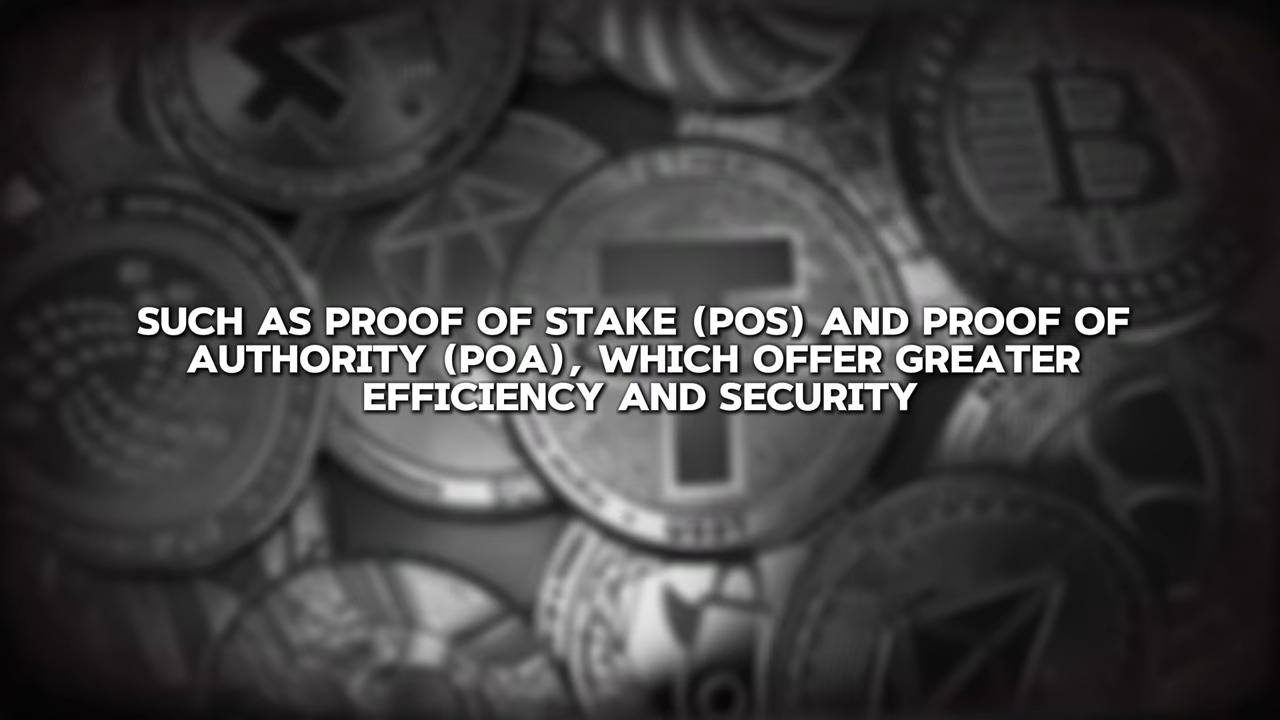 SUCH AS PROOF OF STAKE (POS) AND PROOF OF
AUTHORITY (POA), WHICH OFFER GREATER
EFFICIENCY AND SECURITY